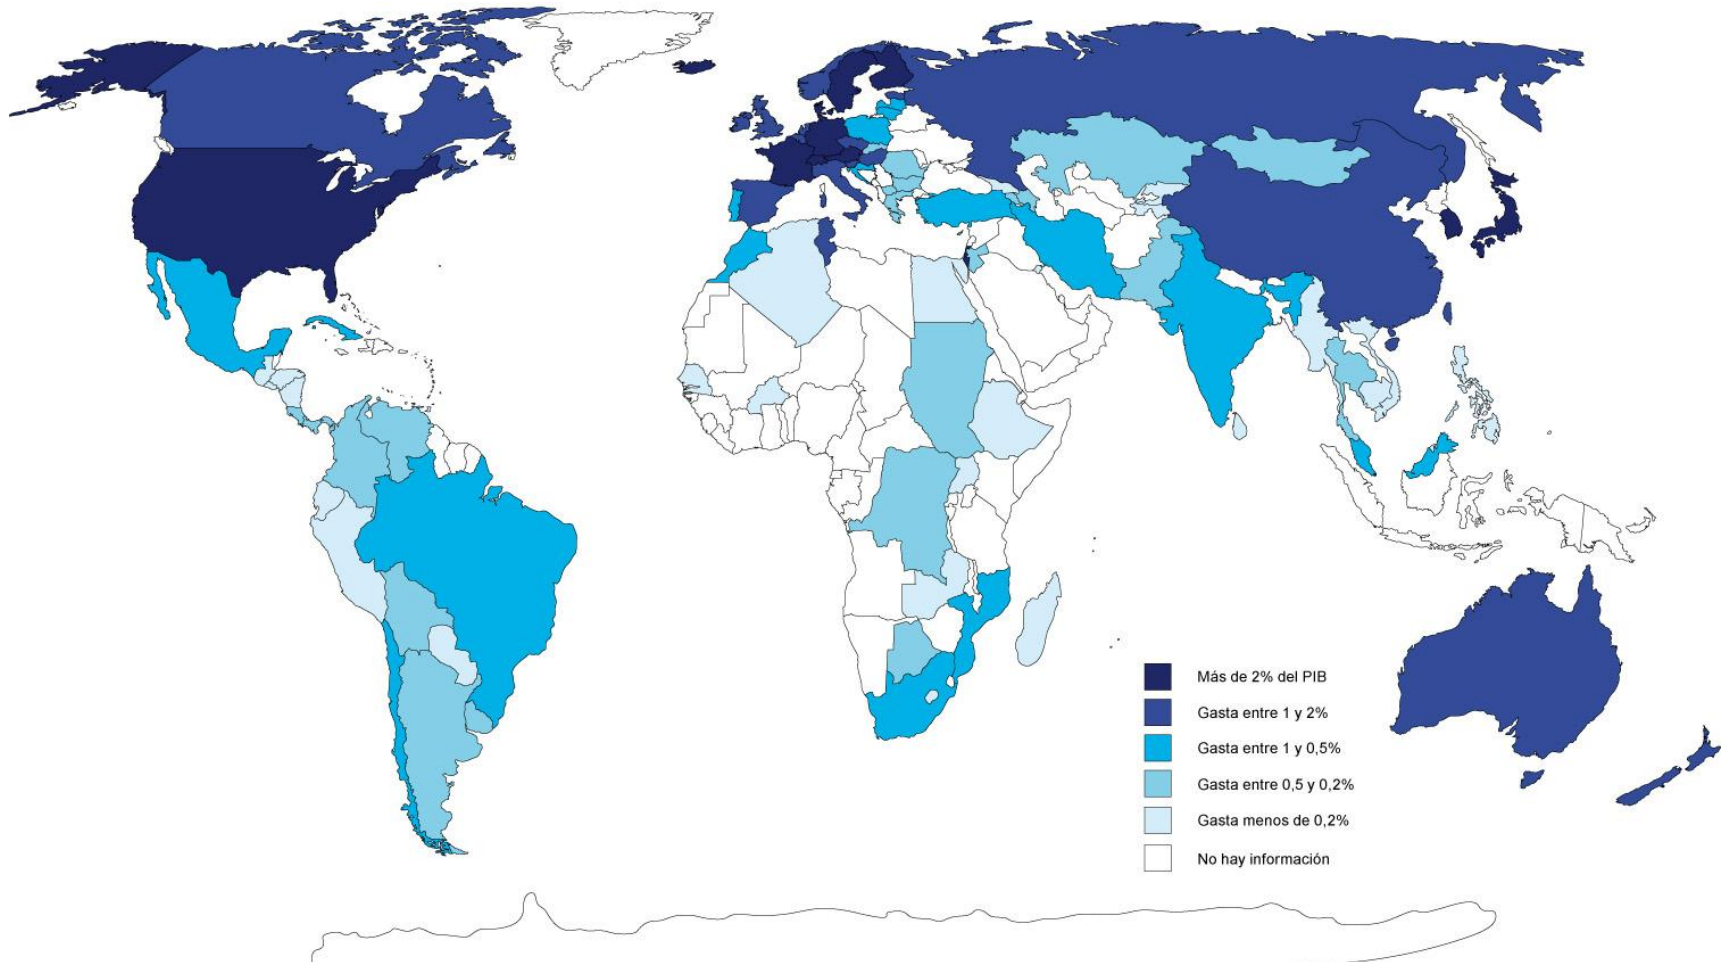 Más de 2% del PIB
Gasta entre 1 y 2%
Gasta entre 1 y 0,5%
Gasta entre 0,5 y 0,2%
Gasta menos de 0,2%
No hay información